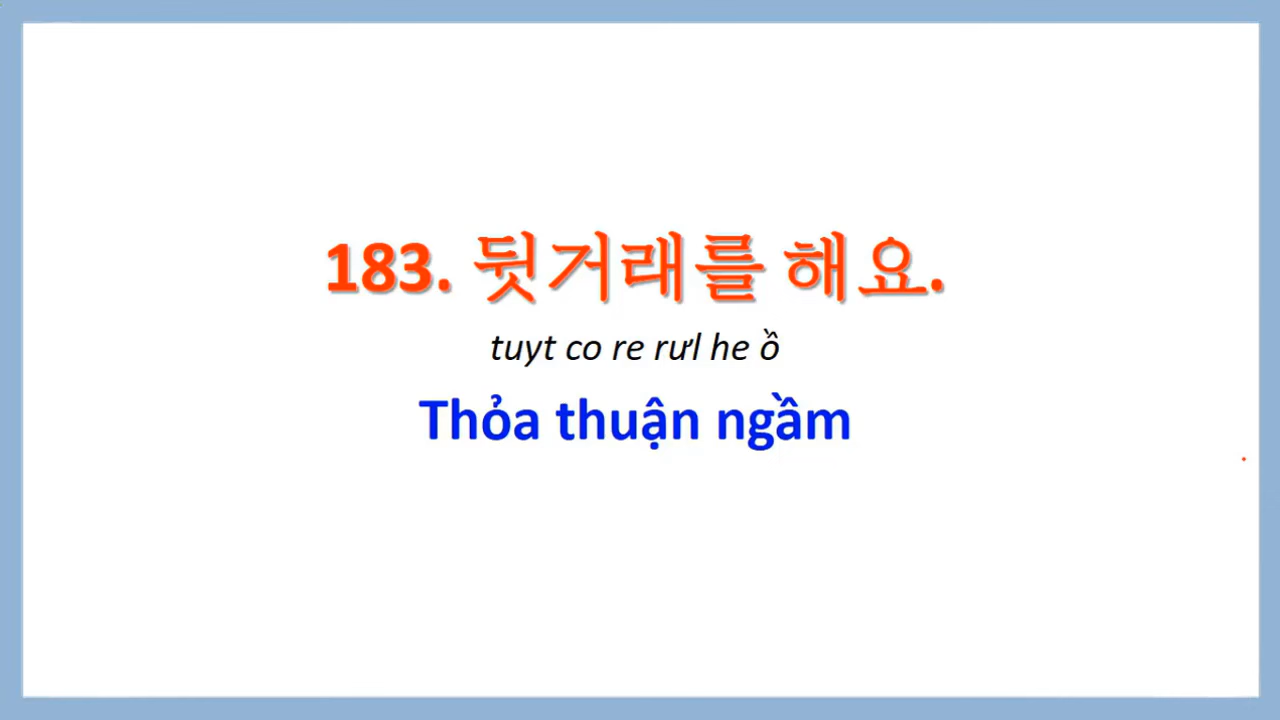 183. 뒷거래를 해요.
tuyt co re rưl he ồ
Thỏa thuận ngầm